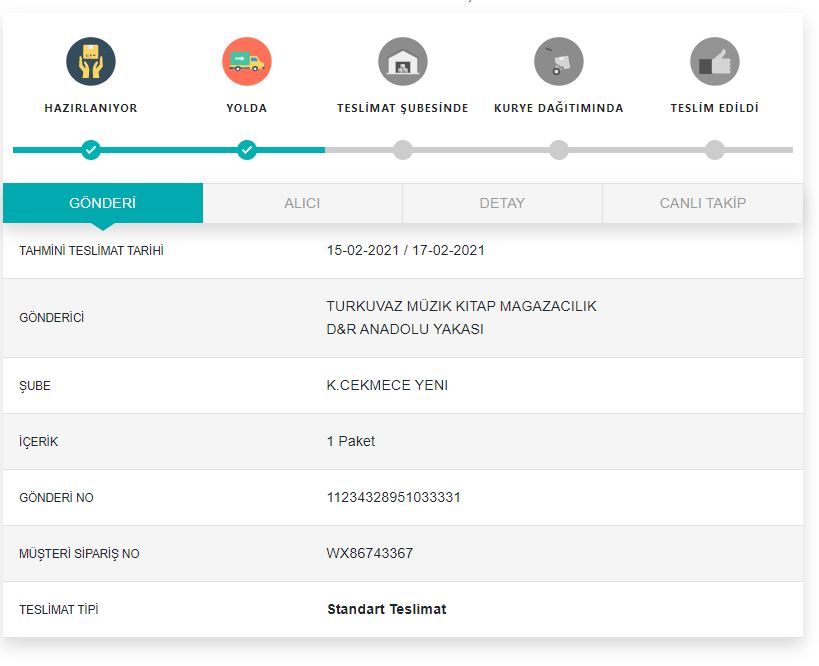 HAZIRLANIYOR
YOLDA
TESLİMAT ŞUBESİNDE
KURYE DAĞITIMINDA
TESLİM EDİLDİ
GÖNDERİ
ALICI
DETAY
CANLI TAKİP
TAHMİNİ TESLİMAT TARİHİ
15-02-2021 / 17-02-2021
GÖNDERİCİ
TURKUVAZ MÜZIK KITAP MAGAZACILIK
D&R ANADOLU YAKASI
ŞUBE
K.CEKMECE YENI
İÇERİK
1 Paket
GÖNDERİ NO
11234328951033331
MÜŞTERİ SİPARİŞ NO
WX86743367
TESLİMAT TİPİ
Standart Teslimat